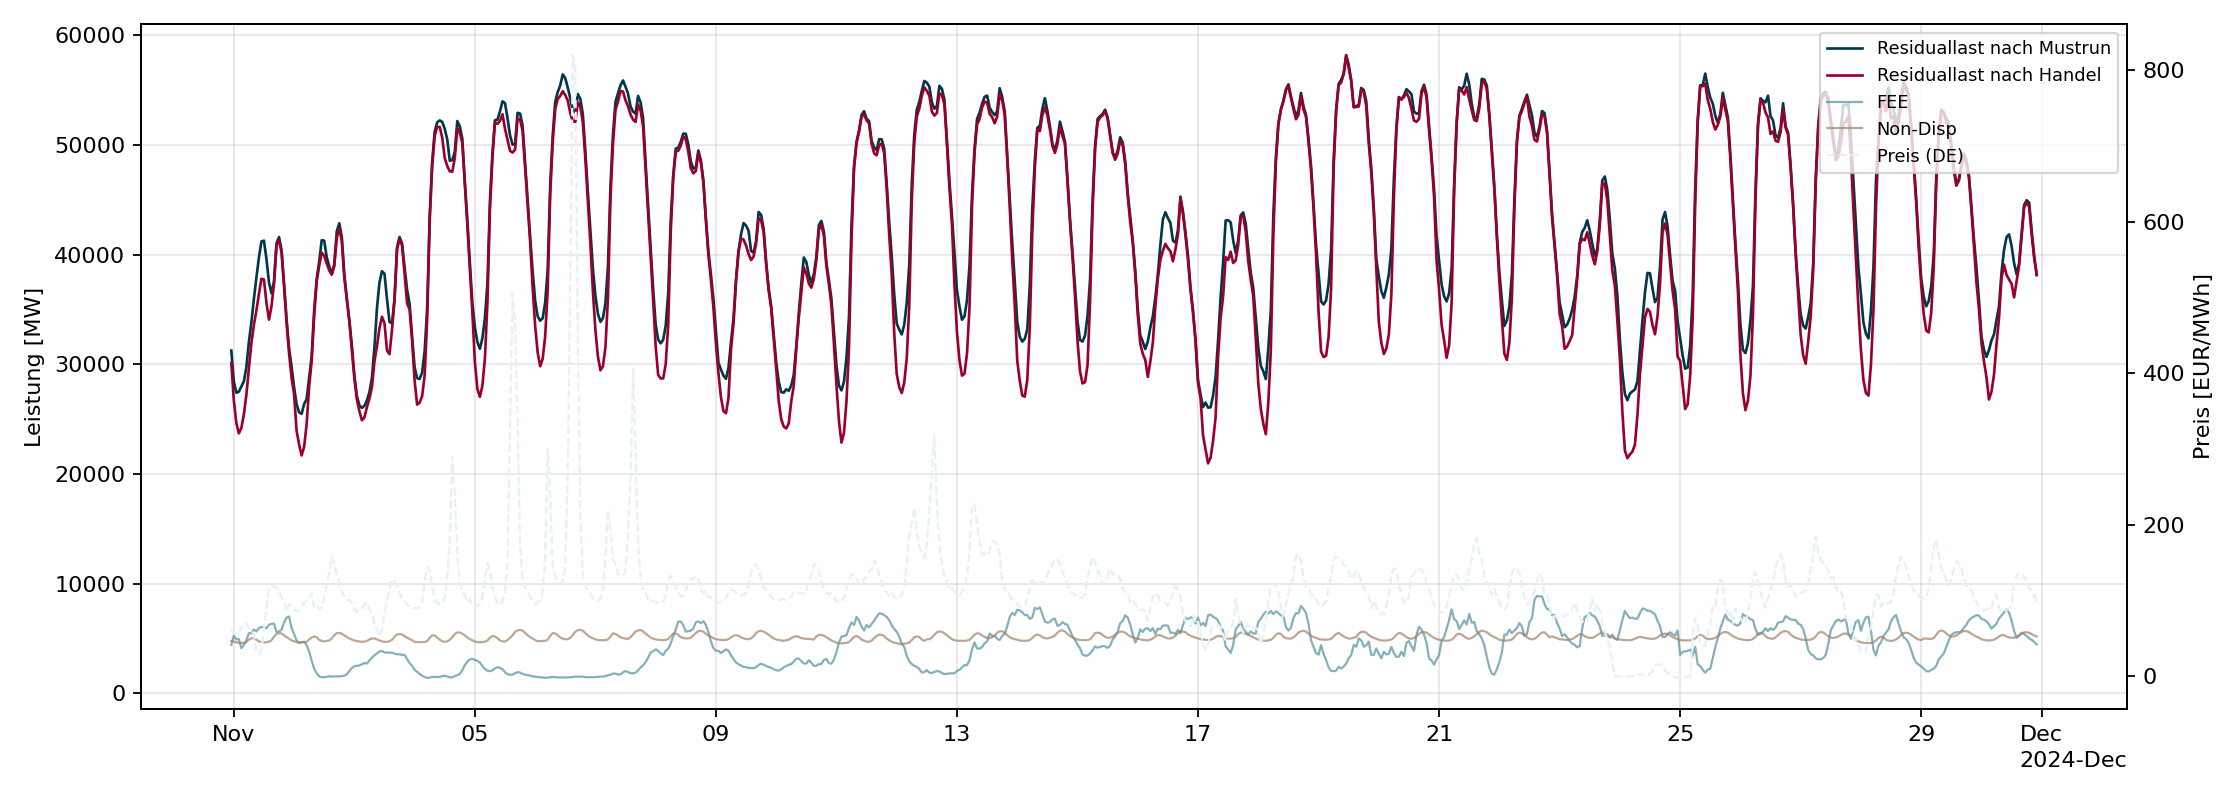 60000
50000
40000
30000
20000
10000
0
Leistung [MW]
800
600
400
200
0
Preis [EUR/MWh]
Residuallast nach Mustrun
Residuallast nach Handel
FEE
Non-Disp
Preis (DE)
Nov
05
09
13
17
21
25
29
Dec
2024-Dec